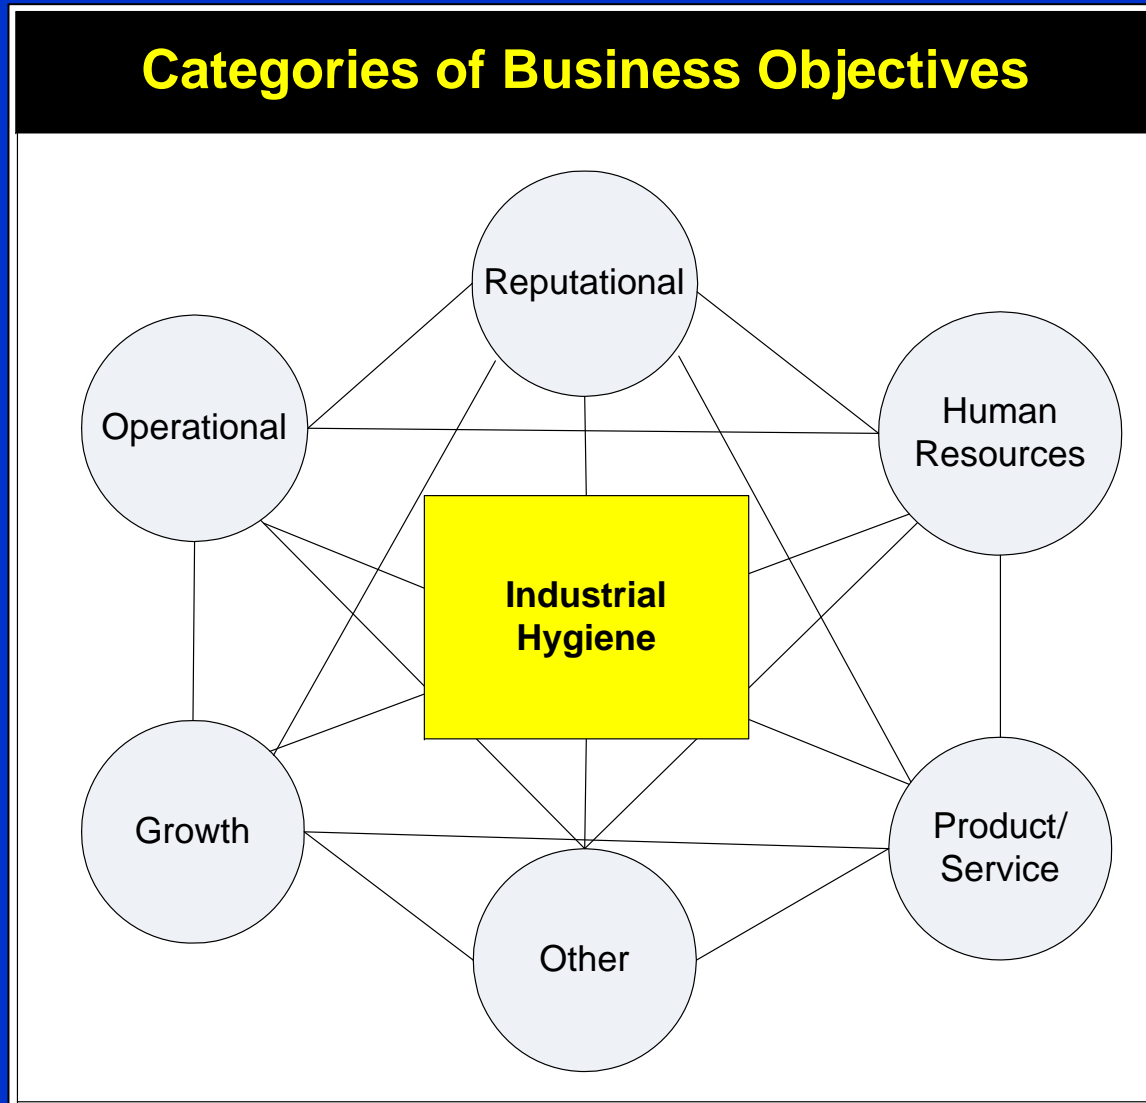 Categories of Business Objectives
Reputational
Operational
Human
Resources
Industrial
Hygiene
Growth
Product/
Service
Other